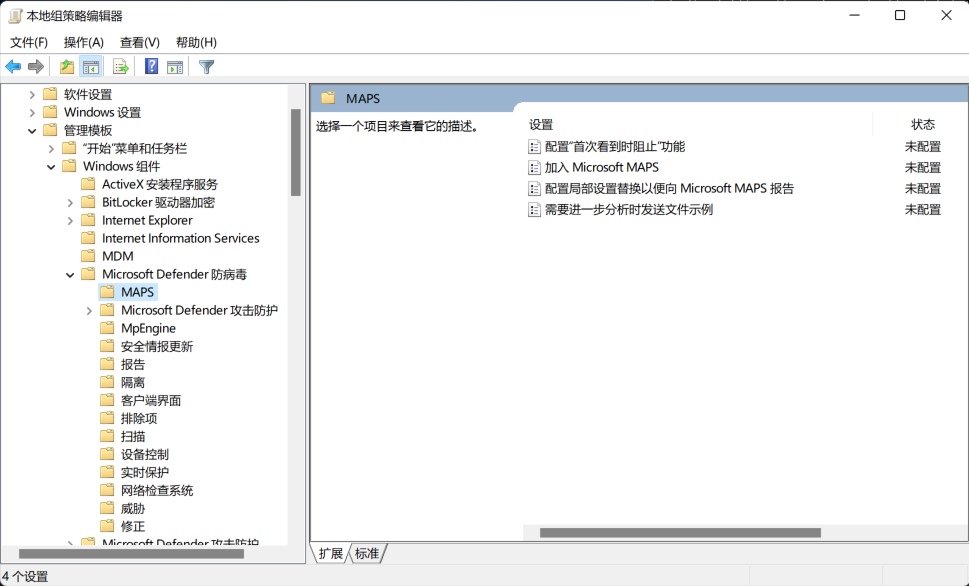 本地组策略编辑器
文件(F) 操作(A) 查看(V) 帮助(H)
软件设置
Windows 设置
管理模板
"开始"菜单和任务栏
Windows 组件
ActiveX 安装程序服务
BitLocker 驱动器加密
Internet Explorer
Internet Information Services
MDM
Microsoft Defender 防病毒
MAPS
Microsoft Defender 攻击防护
MpEngine
安全情报更新
报告
隔离
客户端界面
排除项
扫描
设备控制
实时保护
网络检查系统
威胁
修正
Microsoft Defender 攻击防护
MAPS
选择一个项目来查看它的描述。
设置 状态
配置"首次看到时阻止"功能 未配置
加入 Microsoft MAPS 未配置
配置局部设置替换以便向 Microsoft MAPS 报告 未配置
需要进一步分析时发送文件示例 未配置
扩展 标准
4 个设置